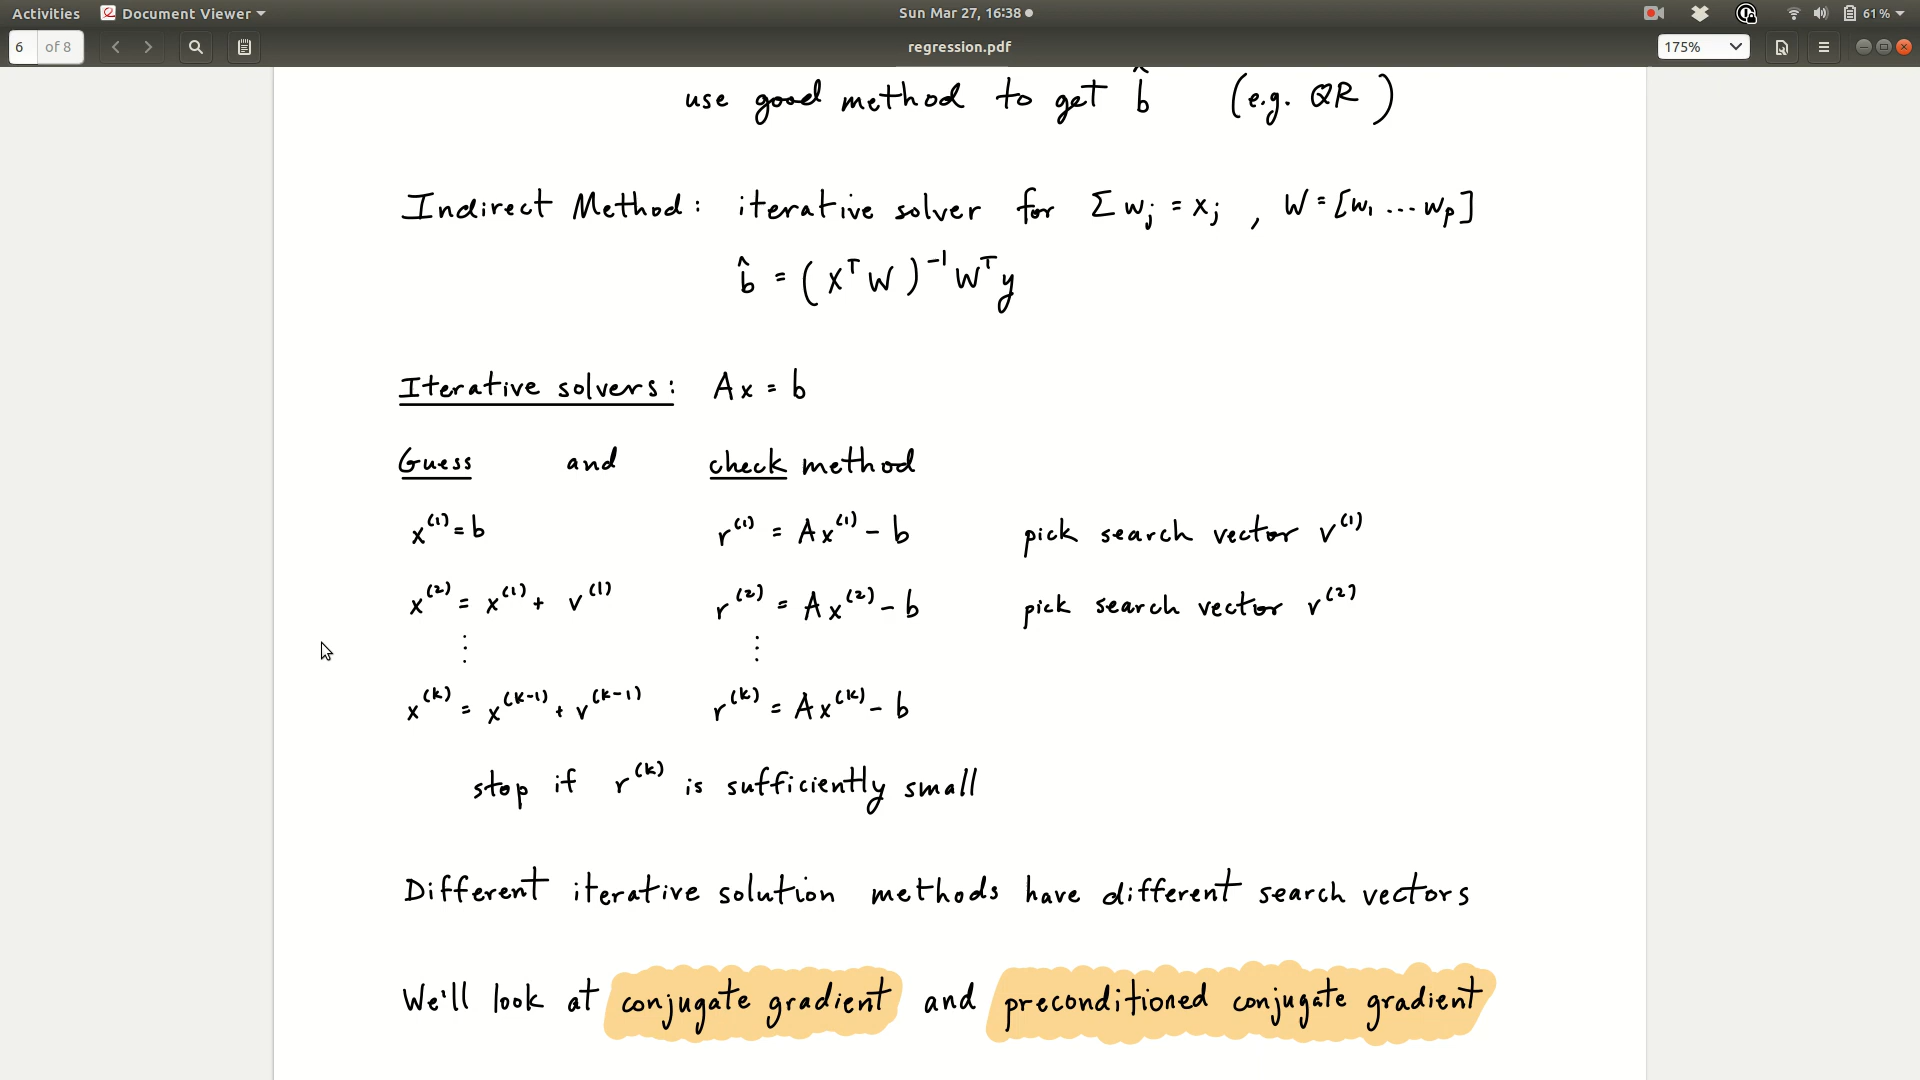 Activities Document Viewer Sun Mar 27, 16:38 61 %
6 of 8 regression.pdf 175%
use good method to get b̂ (e.g. QR)
Indirect Method: iterative solver for Σ wⱼ = xⱼ , W = [w₁ ... wₚ]
b̂ = (XᵀW)⁻¹Wᵀy
Iterative solvers: Ax = b
Guess and check method
x⁽¹⁾ = b r⁽¹⁾ = Ax⁽¹⁾ - b pick search vector v⁽¹⁾
x⁽²⁾ = x⁽¹⁾ + v⁽¹⁾ r⁽²⁾ = Ax⁽²⁾ - b pick search vector v⁽²⁾
⋮ ⋮
x⁽ᵏ⁾ = x⁽ᵏ⁻¹⁾ + v⁽ᵏ⁻¹⁾ r⁽ᵏ⁾ = Ax⁽ᵏ⁾ - b
stop if r⁽ᵏ⁾ is sufficiently small
Different iterative solution methods have different search vectors
We'll look at conjugate gradient and preconditioned conjugate gradient